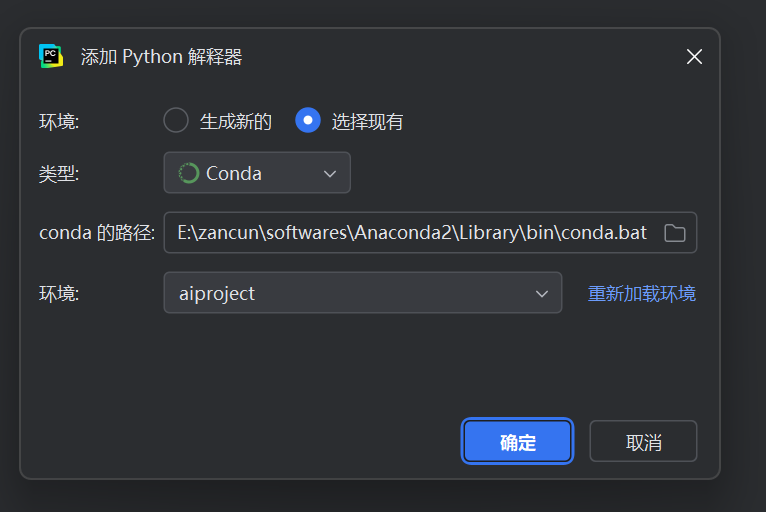 PC
添加 Python 解释器
环境: 生成新的 选择现有
类型: Conda
conda 的路径: E:\zancun\softwares\Anaconda2\Library\bin\conda.bat
环境: aiproject 重新加载环境
确定 取消